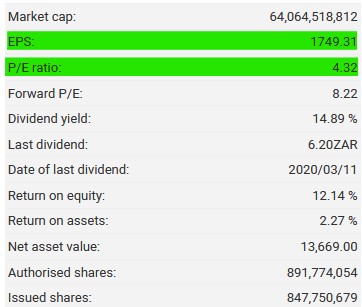 Market cap: 64,064,518,812
EPS: 1749.31
P/E ratio: 4.32
Forward P/E: 8.22
Dividend yield: 14.89 %
Last dividend: 6.20ZAR
Date of last dividend: 2020/03/11
Return on equity: 12.14 %
Return on assets: 2.27 %
Net asset value: 13,669.00
Authorised shares: 891,774,054
Issued shares: 847,750,679